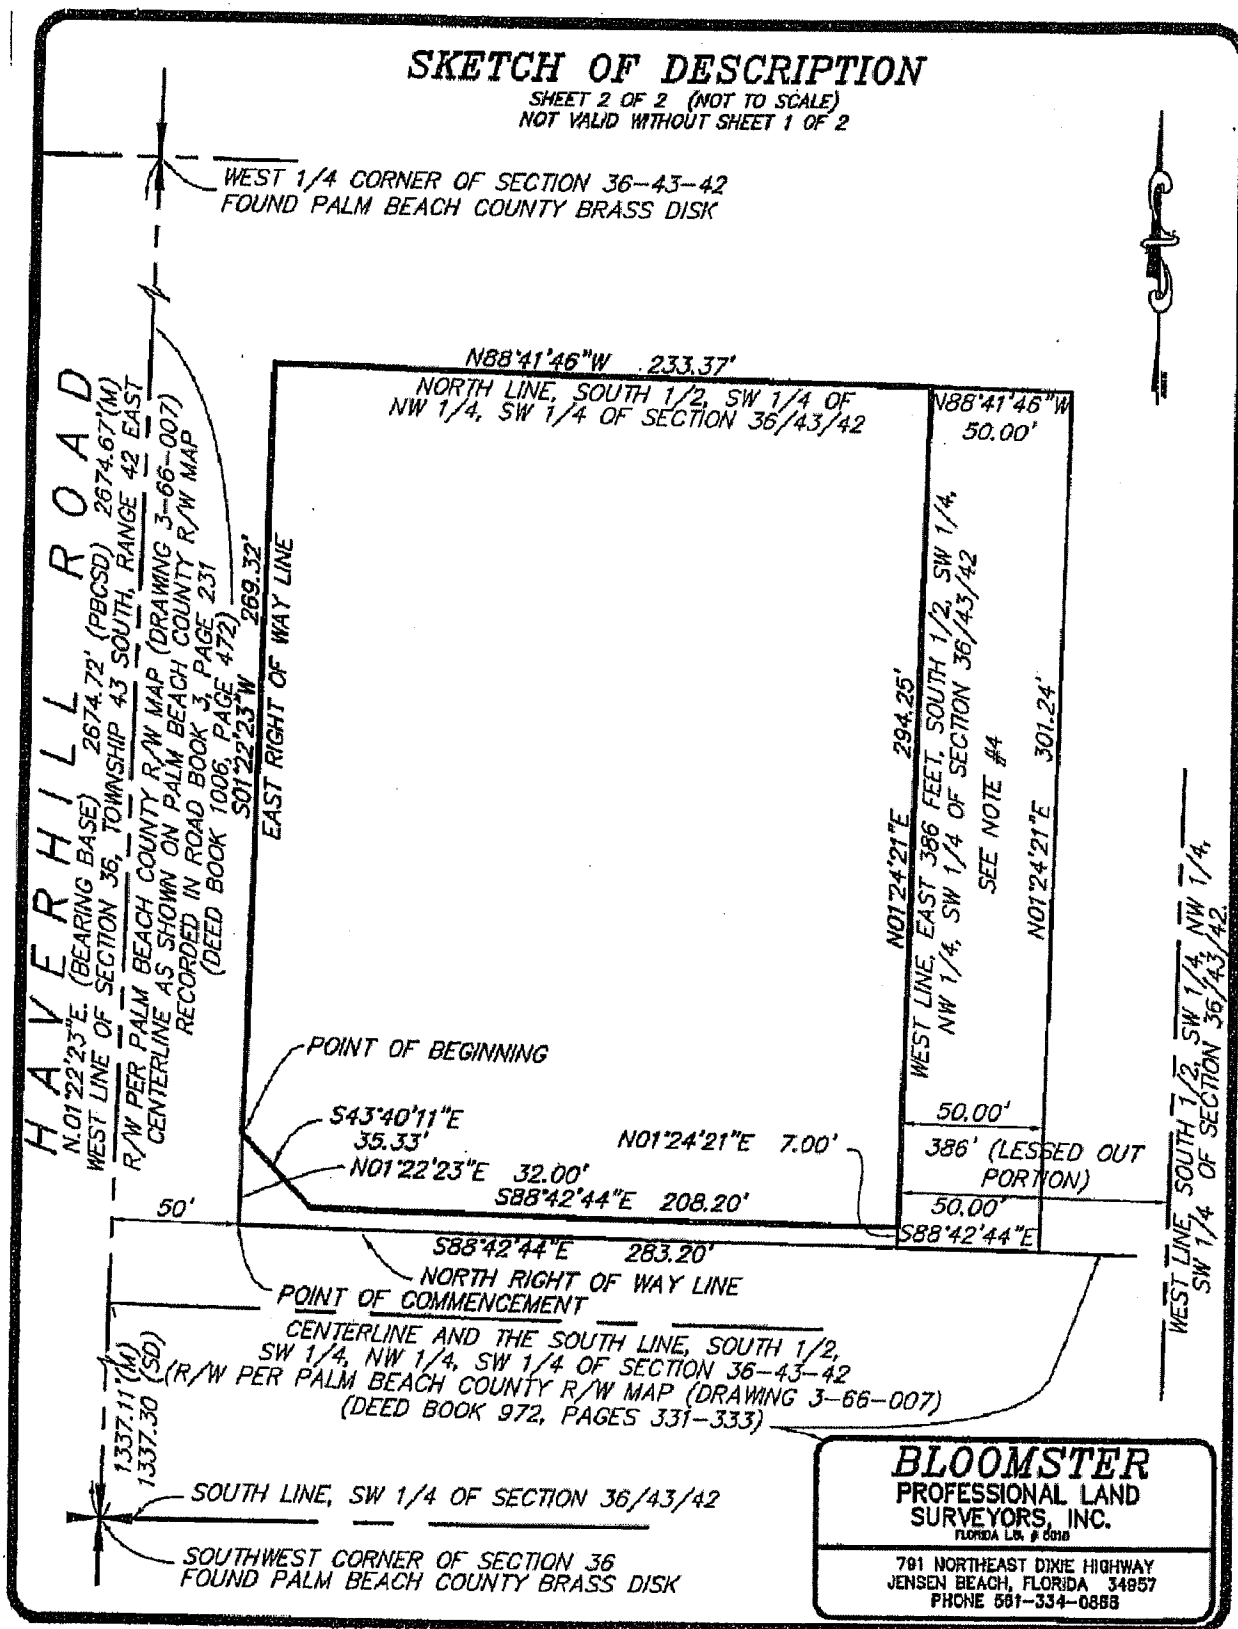 SKETCH OF DESCRIPTION
SHEET 2 OF 2 (NOT TO SCALE)
NOT VALID WITHOUT SHEET 1 OF 2
WEST 1/4 CORNER OF SECTION 36-43-42
FOUND PALM BEACH COUNTY BRASS DISK
N88°41'46"W 233.37'
NORTH LINE, SOUTH 1/2, SW 1/4 OF
NW 1/4, SW 1/4 OF SECTION 36/43/42
N88°41'46"W
50.00'
HAVERHILL ROAD
N.01°22'23"E. (BEARING BASE) 2674.72' (PBCSD) 2674.67'(M)
WEST LINE OF SECTION 36, TOWNSHIP 43 SOUTH, RANGE 42 EAST
R/W PER PALM BEACH COUNTY R/W MAP (DRAWING 3-66-007)
CENTERLINE AS SHOWN ON PALM BEACH COUNTY R/W MAP
RECORDED IN ROAD BOOK 3, PAGE 231
(DEED BOOK 1006, PAGE 472)
S01°22'23"W 269.32'
EAST RIGHT OF WAY LINE
N01°24'21"E 294.25'
WEST LINE, EAST 386 FEET, SOUTH 1/2, SW 1/4,
NW 1/4, SW 1/4 OF SECTION 36/43/42
SEE NOTE #4
N01°24'21"E 301.24'
WEST LINE, SOUTH 1/2, SW 1/4, NW 1/4,
SW 1/4 OF SECTION 36/43/42.
POINT OF BEGINNING
S43°40'11"E
35.33'
N01°22'23"E 32.00'
N01°24'21"E 7.00'
S88°42'44"E 208.20'
50.00'
386' (LESSED OUT
PORTION)
50.00'
S88°42'44"E
50'
S88°42'44"E 283.20'
NORTH RIGHT OF WAY LINE
POINT OF COMMENCEMENT
CENTERLINE AND THE SOUTH LINE, SOUTH 1/2,
SW 1/4, NW 1/4, SW 1/4 OF SECTION 36-43-42
(R/W PER PALM BEACH COUNTY R/W MAP (DRAWING 3-66-007)
(DEED BOOK 972, PAGES 331-333)
1337.11'(M)
1337.30 (SD)
SOUTH LINE, SW 1/4 OF SECTION 36/43/42
SOUTHWEST CORNER OF SECTION 36
FOUND PALM BEACH COUNTY BRASS DISK
BLOOMSTER
PROFESSIONAL LAND
SURVEYORS, INC.
FLORIDA L.B. #
791 NORTHEAST DIXIE HIGHWAY
JENSEN BEACH, FLORIDA 34957
PHONE 561-334-0868